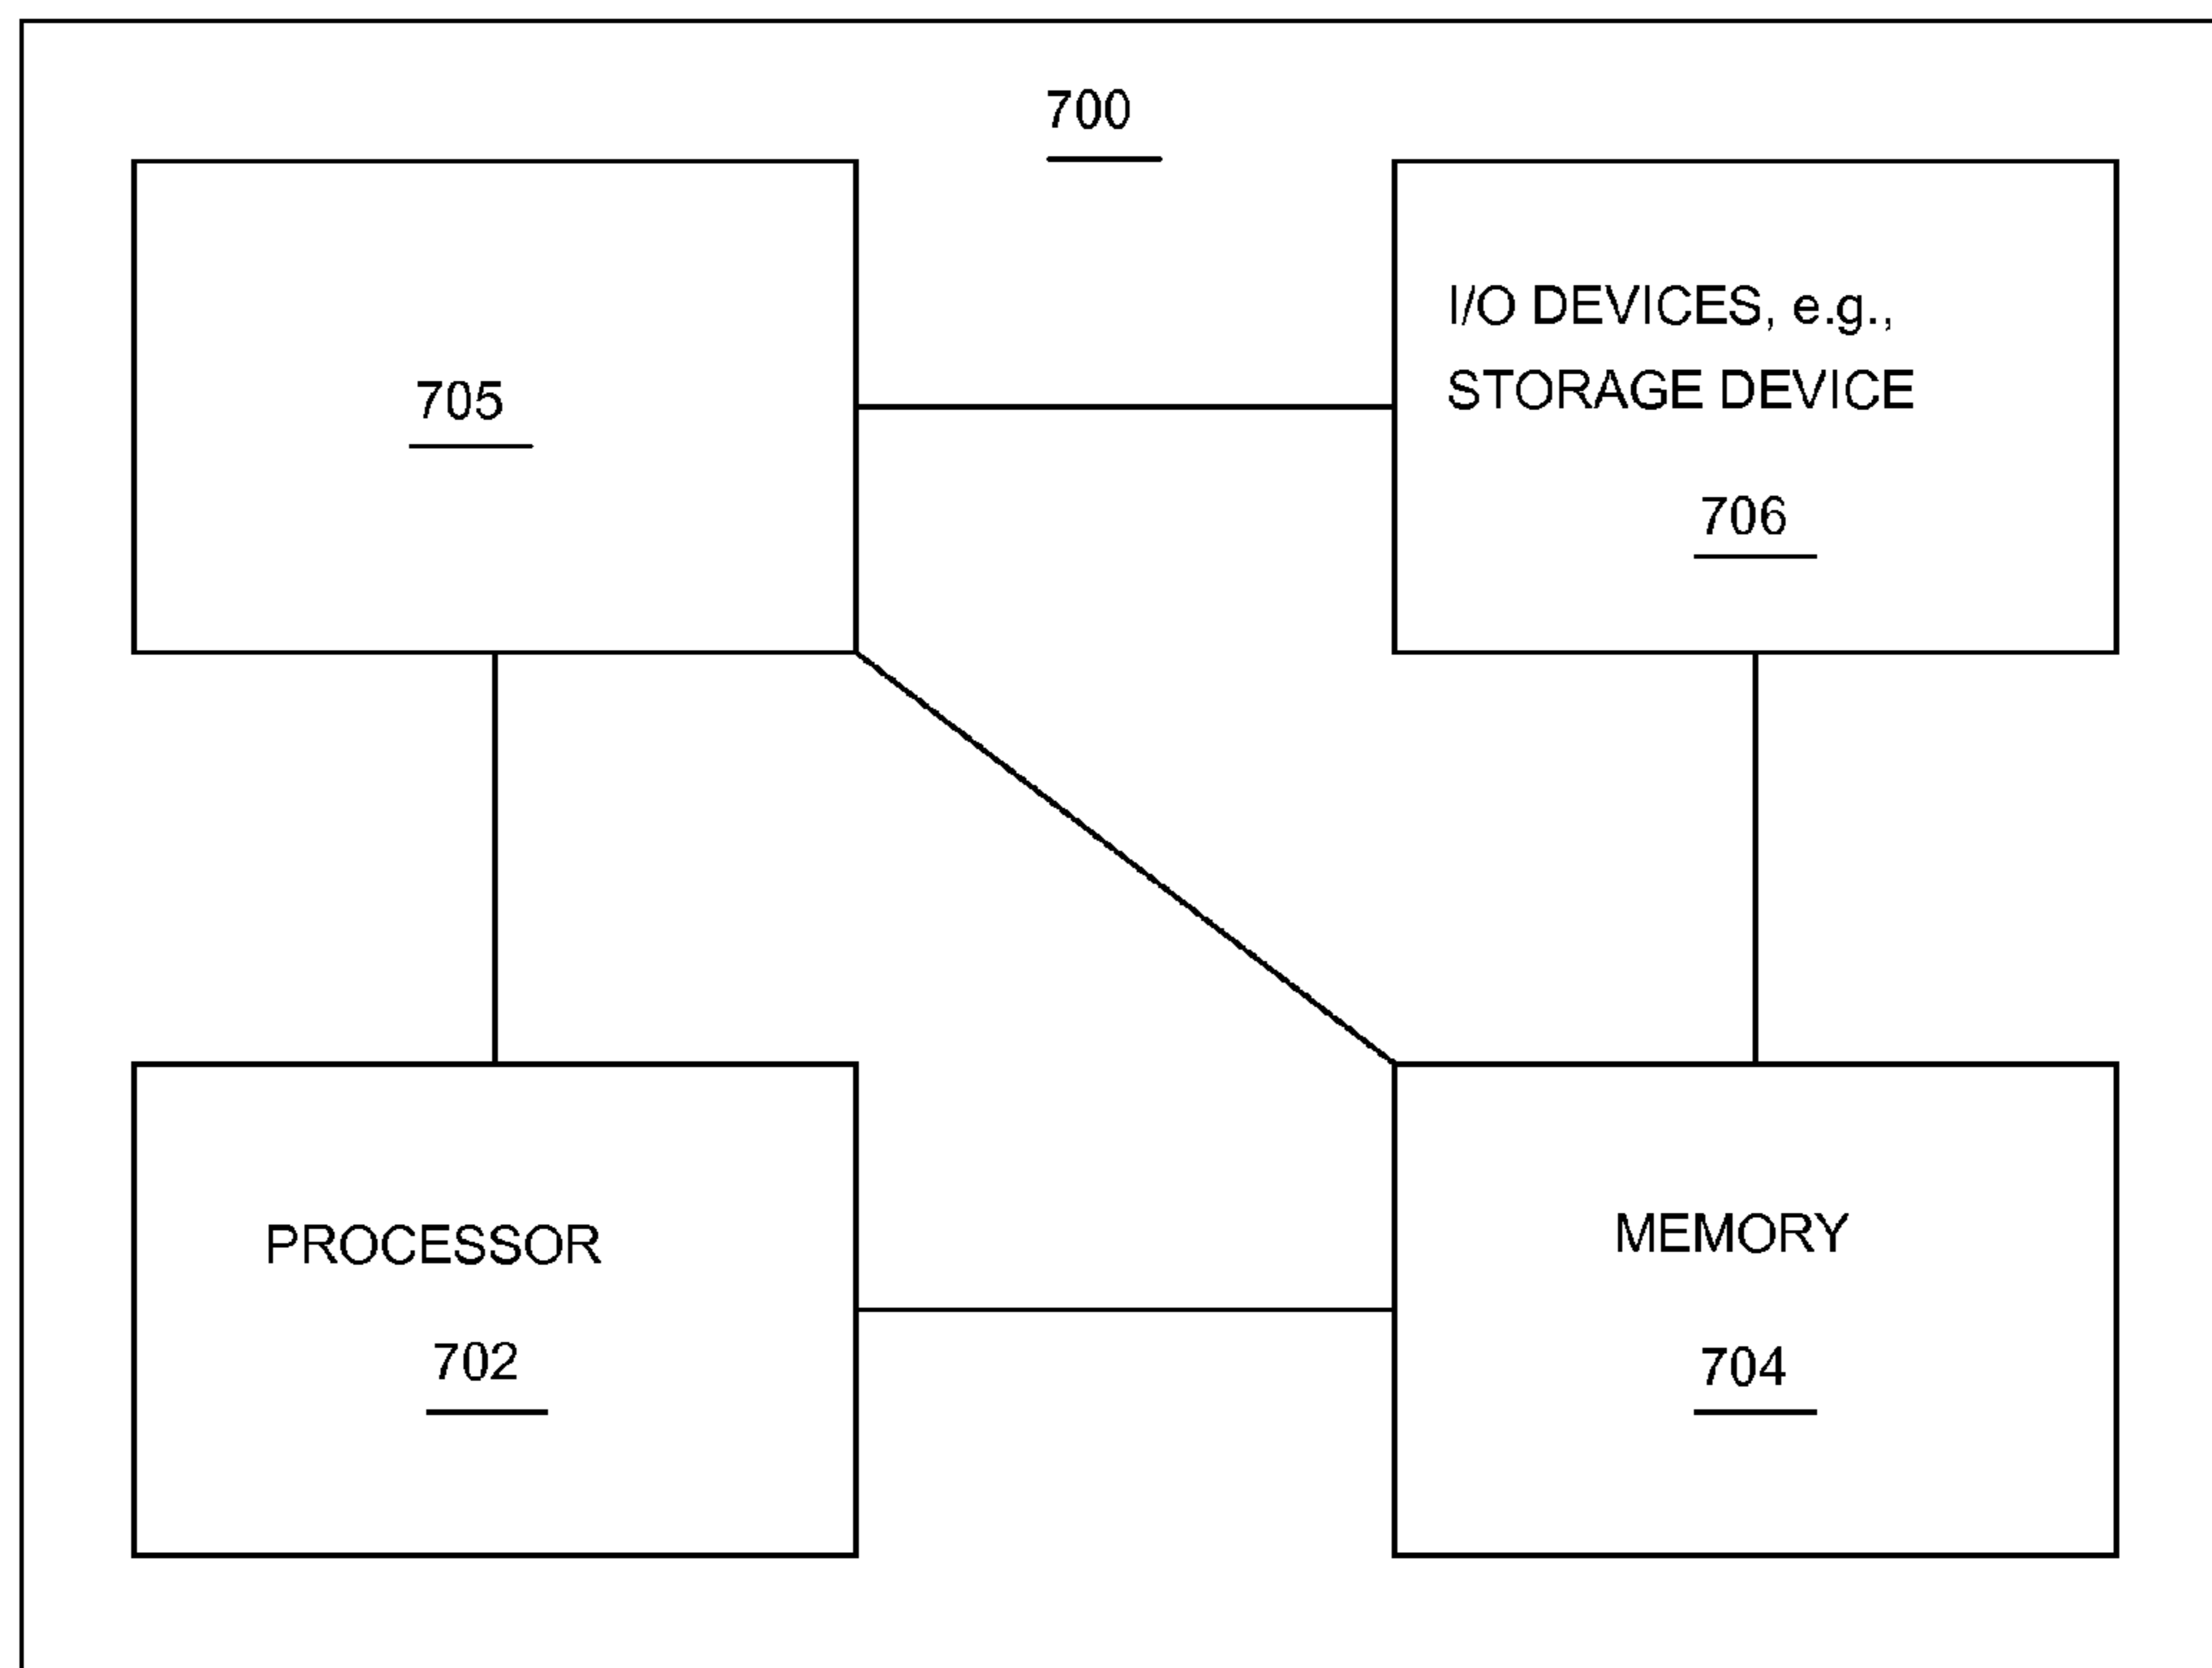 700
705
I/O DEVICES, e.g.,
STORAGE DEVICE
706
PROCESSOR
702
MEMORY
704